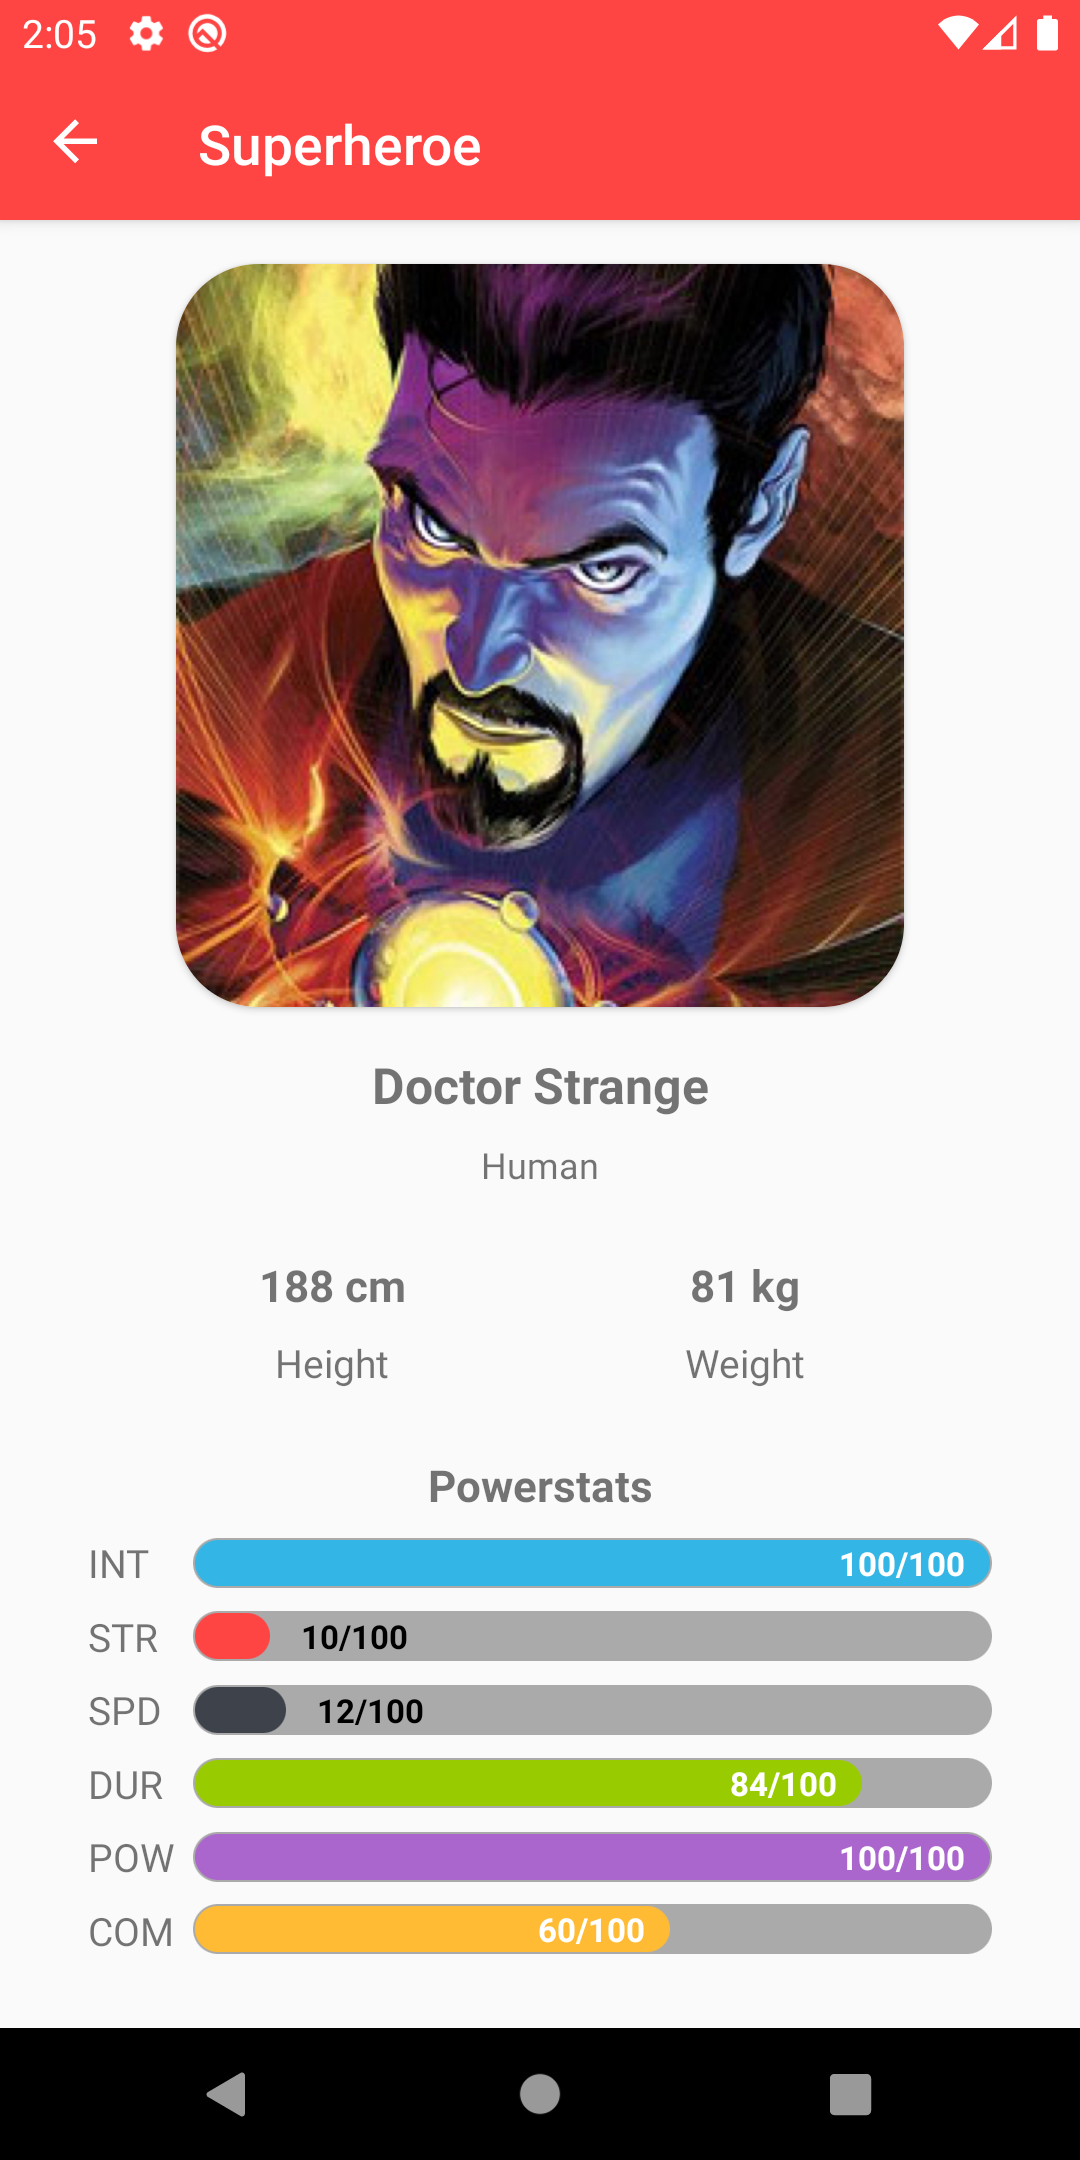 2:05
Superheroe
Doctor Strange
Human
188 cm 81 kg
Height Weight
Powerstats
INT 100/100
STR 10/100
SPD 12/100
DUR 84/100
POW 100/100
COM 60/100